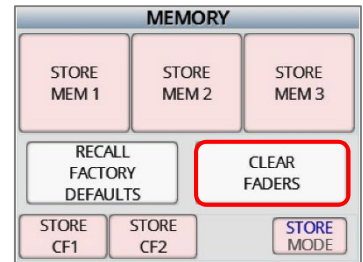 MEMORY
STORE
MEM 1
STORE
MEM 2
STORE
MEM 3
RECALL
FACTORY
DEFAULTS
CLEAR
FADERS
STORE
CF1
STORE
CF2
STORE
MODE